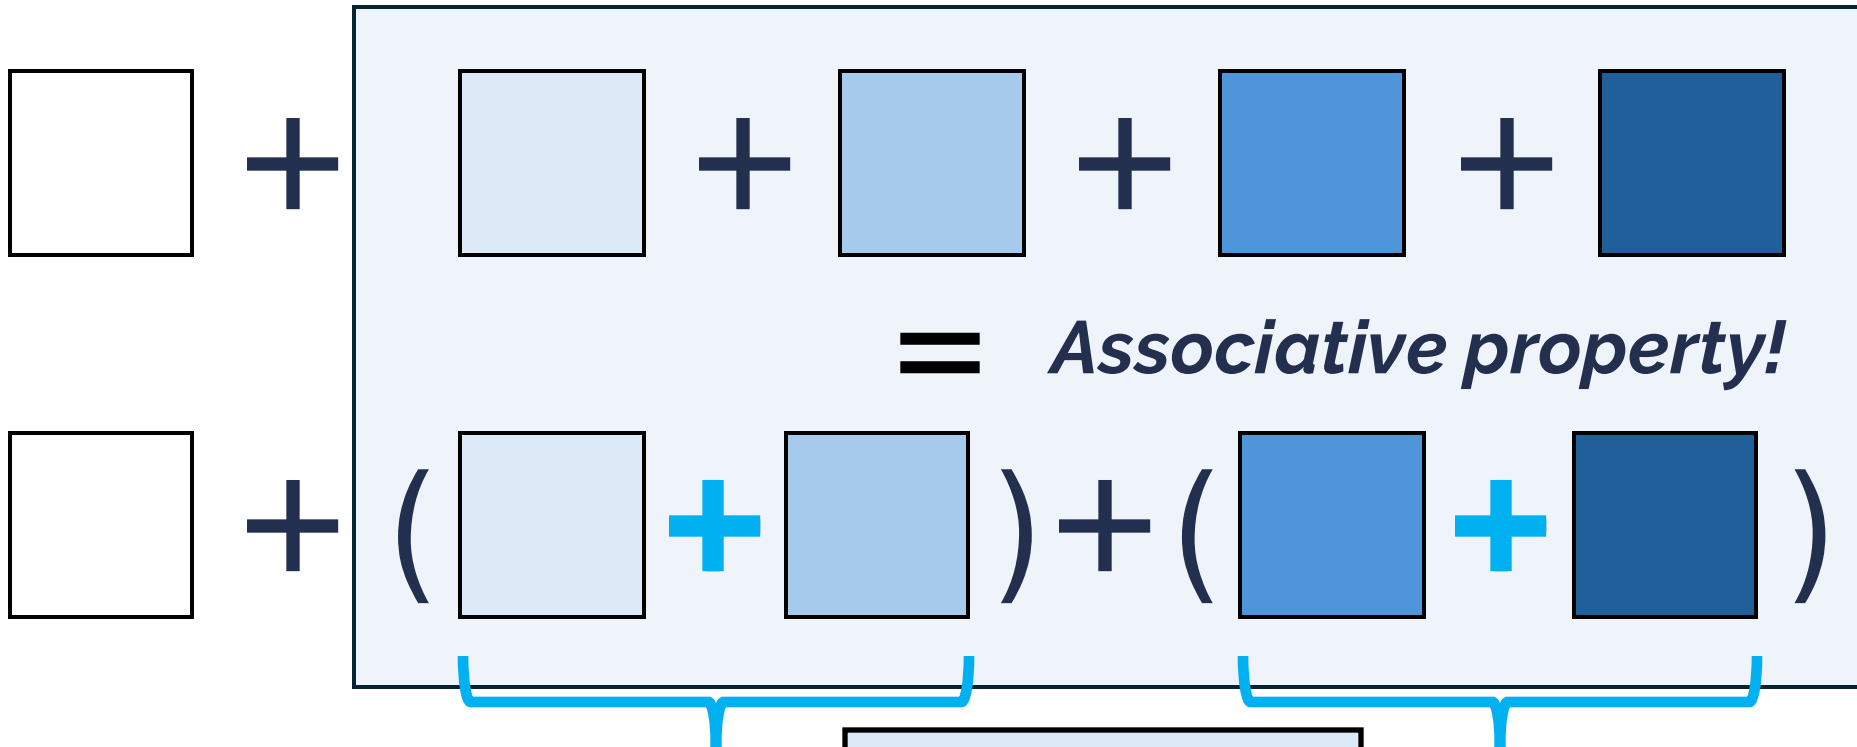 + + + +
= Associative property!
+ ( + ) + ( + )